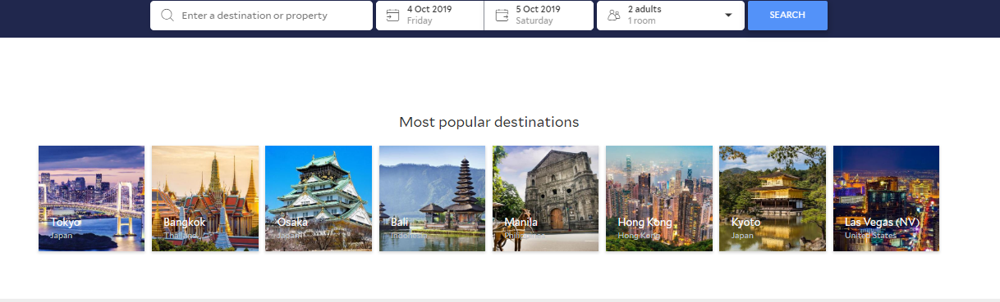 Enter a destination or property
4 Oct 2019
Friday
5 Oct 2019
Saturday
2 adults
1 room
SEARCH
Most popular destinations
Tokyo
Japan
Bangkok
Thailand
Osaka
Japan
Bali
Indonesia
Manila
Philippines
Hong Kong
Hong Kong
Kyoto
Japan
Las Vegas (NV)
United States